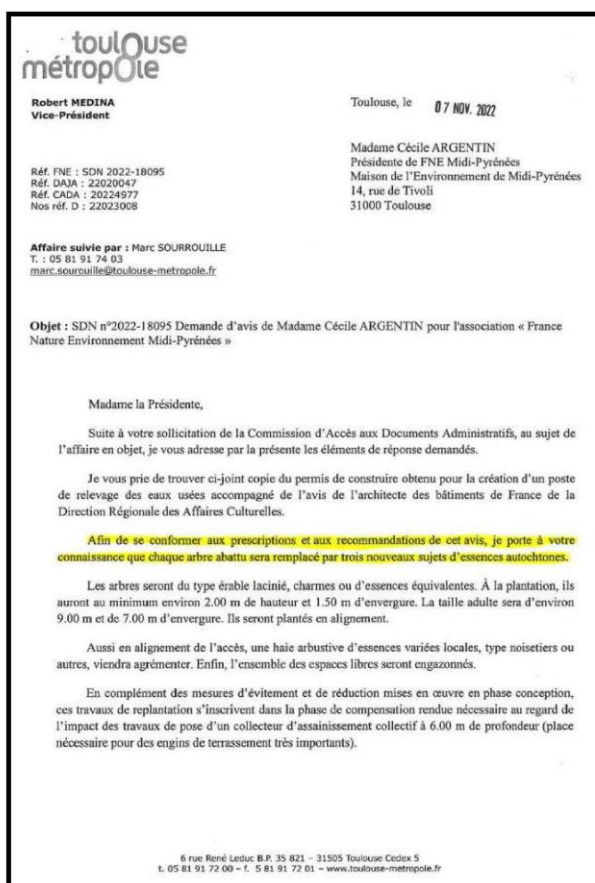 toulouse
métropole
Robert MEDINA
Vice-Président
Toulouse, le 07 NOV. 2022
Madame Cécile ARGENTIN
Présidente de FNE Midi-Pyrénées
Maison de l'Environnement de Midi-Pyrénées
14, rue de Tivoli
31000 Toulouse
Réf. FNE : SDN 2022-18095
Réf. DAJA : 22020047
Réf. CADA : 20224977
Nos réf. D : 22023008
Affaire suivie par : Marc SOURROUILLE
T. : 05 81 91 74 03
marc.sourouille@toulouse-metropole.fr
Objet : SDN n°2022-18095 Demande d'avis de Madame Cécile ARGENTIN pour l'association « France
Nature Environnement Midi-Pyrénées »
Madame la Présidente,
Suite à votre sollicitation de la Commission d'Accès aux Documents Administratifs, au sujet de
l'affaire en objet, je vous adresse par la présente les éléments de réponse demandés.
Je vous prie de trouver ci-joint copie du permis de construire obtenu pour la création d'un poste
de relevage des eaux usées accompagné de l'avis de l'architecte des bâtiments de France de la
Direction Régionale des Affaires Culturelles.
Afin de se conformer aux prescriptions et aux recommandations de cet avis, je porte à votre
connaissance que chaque arbre abattu sera remplacé par trois nouveaux sujets d'essences autochtones.
Les arbres seront du type érable lacinié, charmes ou d'essences équivalentes. À la plantation, ils
auront au minimum environ 2.00 m de hauteur et 1.50 m d'envergure. La taille adulte sera d'environ
9.00 m et de 7.00 m d'envergure. Ils seront plantés en alignement.
Aussi en alignement de l'accès, une haie arbustive d'essences variées locales, type noisetiers ou
autres, viendra agrémenter. Enfin, l'ensemble des espaces libres seront engazonnés.
En complément des mesures d'évitement et de réduction mises en œuvre en phase conception,
ces travaux de replantation s'inscrivent dans la phase de compensation rendue nécessaire au regard de
l'impact des travaux de pose d'un collecteur d'assainissement collectif à 6.00 m de profondeur (place
nécessaire pour des engins de terrassement très importants).
6 rue René Leduc B.P. 35 821 – 31505 Toulouse Cedex 5
t. 05 81 91 72 00 – f. 5 81 91 72 01 – www.toulouse-metropole.fr